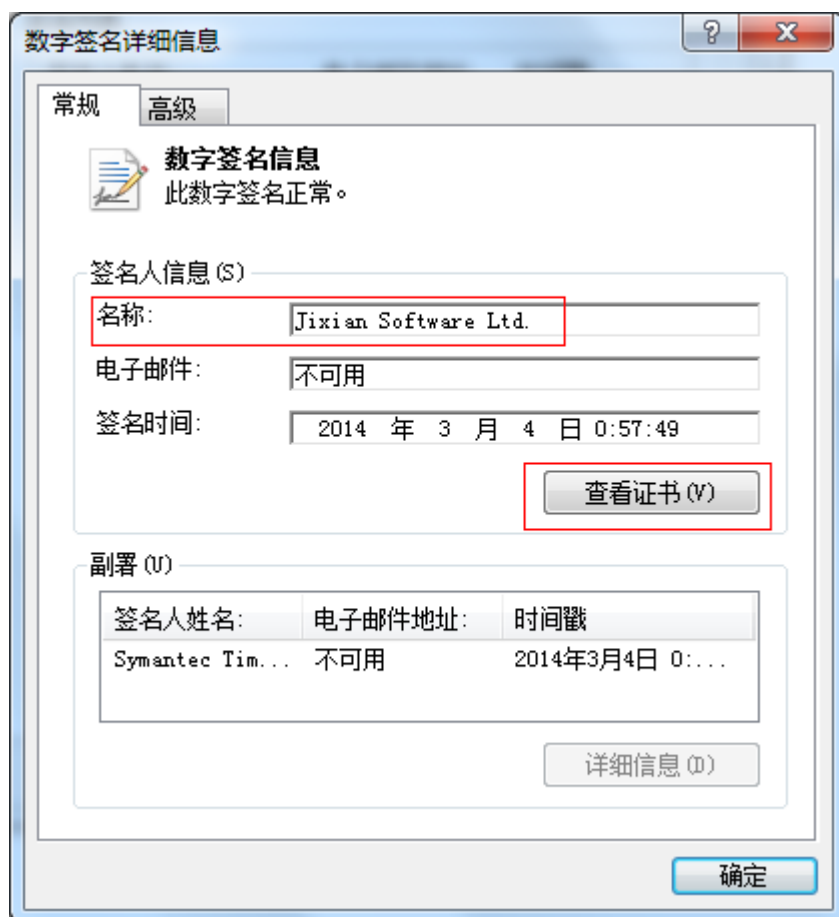 数字签名详细信息
常规 高级
数字签名信息
此数字签名正常。
签名人信息(S)
名称: Jixian Software Ltd.
电子邮件: 不可用
签名时间: 2014 年 3 月 4 日 0:57:49
查看证书(V)
副署(U)
签名人姓名: 电子邮件地址: 时间戳
Symantec Tim... 不可用 2014年3月4日 0:...
详细信息(D)
确定